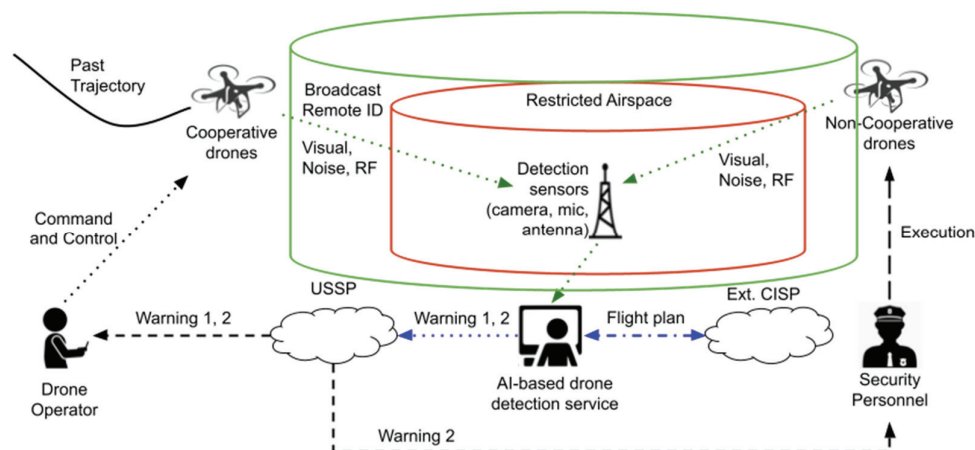 Past
Trajectory
Cooperative
drones
Broadcast
Remote ID
Visual,
Noise, RF
Restricted Airspace
Detection
sensors
(camera, mic,
antenna)
Visual,
Noise, RF
Non-Cooperative
drones
Command
and Control
Execution
USSP
Ext. CISP
Warning 1, 2
Warning 1, 2
Flight plan
Drone
Operator
AI-based drone
detection service
Security
Personnel
Warning 2